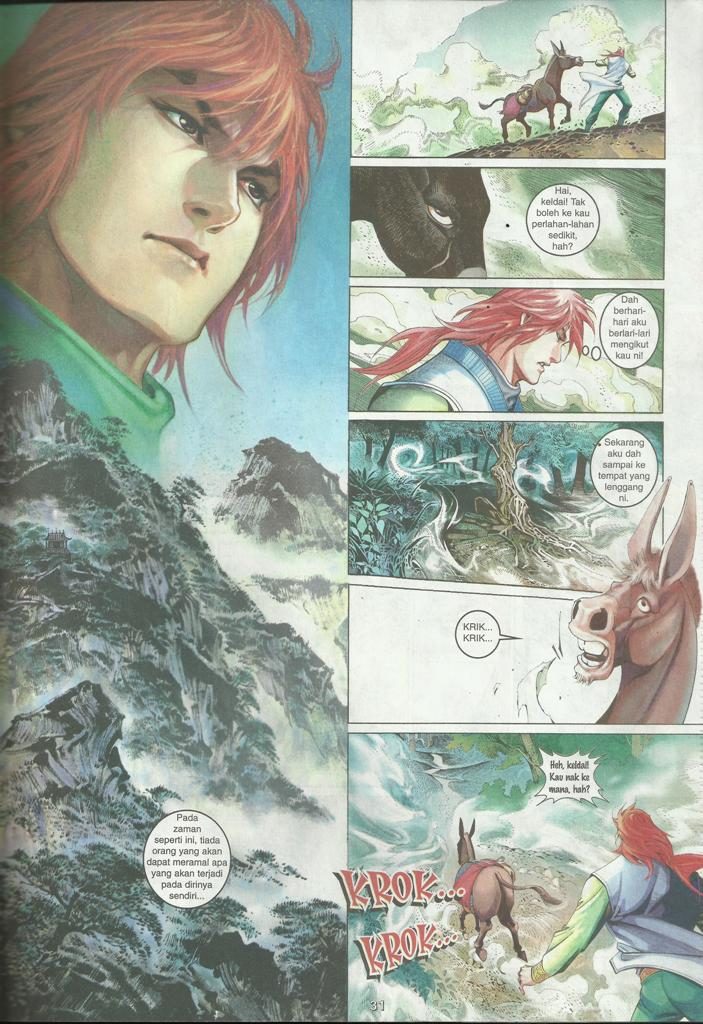 Pada
zaman
seperti ini, tiada
orang yang akan
dapat meramal apa
yang akan terjadi
pada dirinya
sendiri...
Hai,
keldai! Tak
boleh ke kau
perlahan-lahan
sedikit,
hah?
Dah
berhari-
hari aku
berlari-lari
mengikut
kau ni!
Sekarang
aku dah
sampai ke
tempat yang
lenggang
ni.
KRIK...
KRIK...
Heh, keldai!
Kau nak ke
mana, hah?
KROK...
KROK...
31